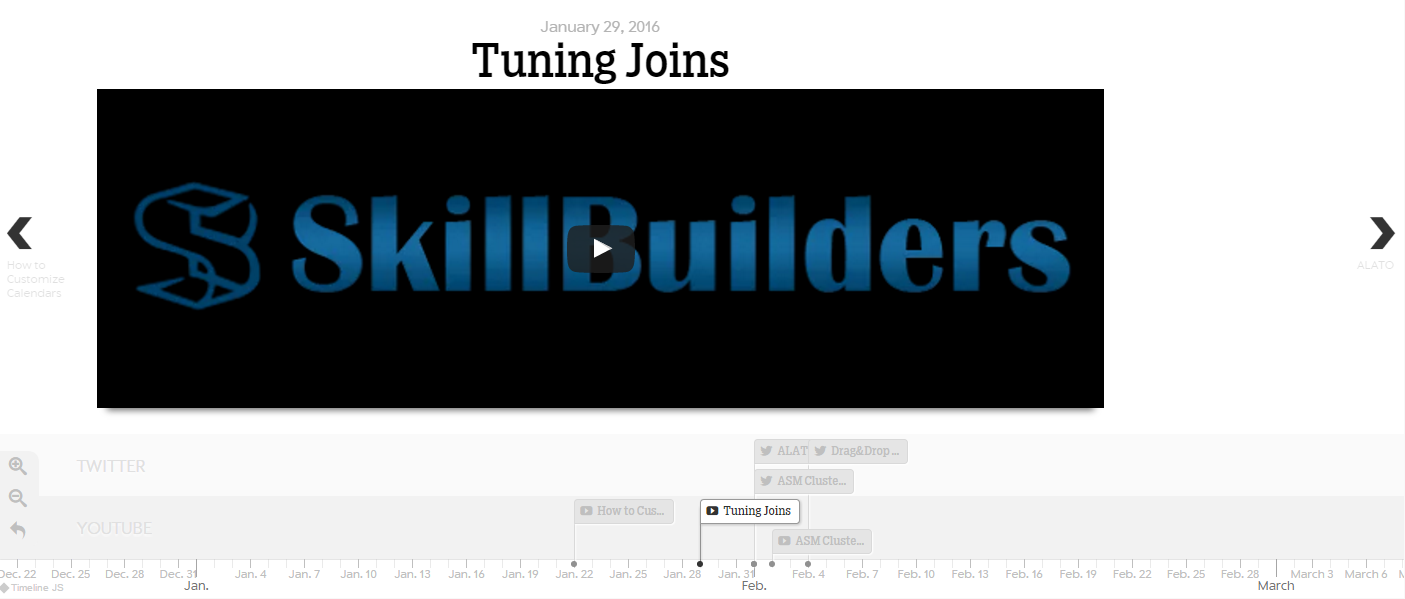 January 29, 2016
Tuning Joins
SkillBuilders
How to
Customize
Calendars
ALATO
TWITTER
ALAT
Drag&Drop ...
ASM Cluste...
YOUTUBE
How to Cus...
Tuning Joins
ASM Cluste...
Dec. 22 Dec. 25 Dec. 28 Dec. 31 Jan. 4 Jan. 7 Jan. 10 Jan. 13 Jan. 16 Jan. 19 Jan. 22 Jan. 25 Jan. 28 Jan. 31 Feb. 4 Feb. 7 Feb. 10 Feb. 13 Feb. 16 Feb. 19 Feb. 22 Feb. 25 Feb. 28 March 3 March 6 M
Timeline JS Jan. Feb. March